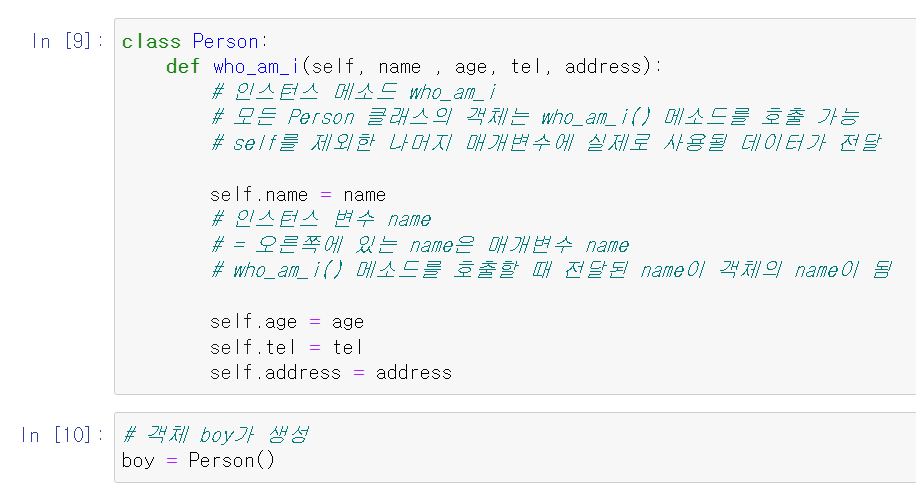 In [9]: class Person:
def who_am_i(self, name , age, tel, address):
# 인스턴스 메소드 who_am_i
# 모든 Person 클래스의 객체는 who_am_i() 메소드를 호출 가능
# self를 제외한 나머지 매개변수에 실제로 사용될 데이터가 전달
self.name = name
# 인스턴스 변수 name
# = 오른쪽에 있는 name은 매개변수 name
# who_am_i() 메소드를 호출할 때 전달된 name이 객체의 name이 됨
self.age = age
self.tel = tel
self.address = address
In [10]: # 객체 boy가 생성
boy = Person()